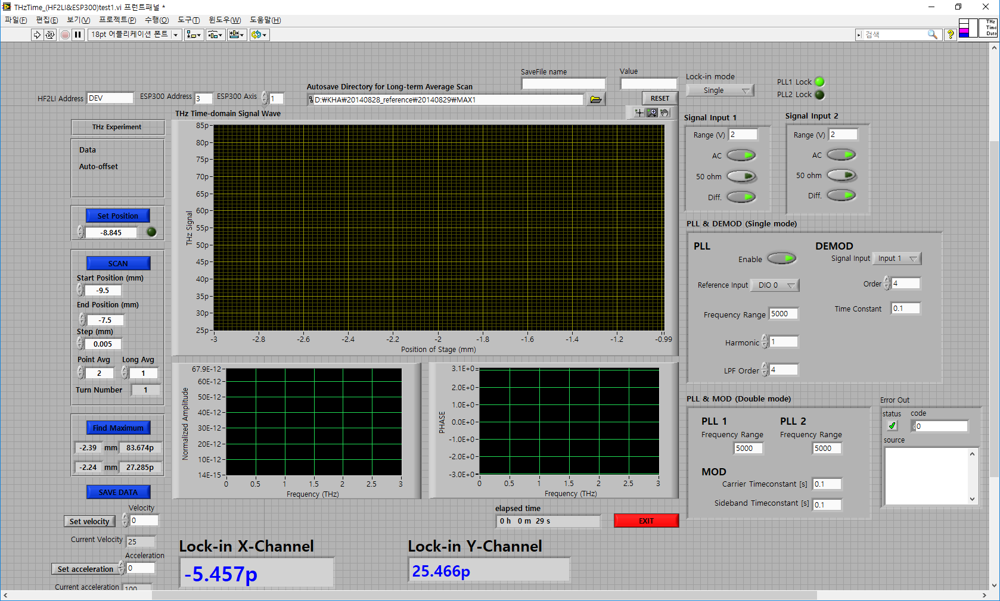 THzTime_(HF2LI&ESP300)test1.vi 프런트패널 *
파일(F) 편집(E) 보기(V) 프로젝트(P) 수행(O) 도구(T) 윈도우(W) 도움말(H)
18pt 어플리케이션 폰트
검색
THz
Time
Data
SaveFile name
Value
Lock-in mode
Single
PLL1 Lock
PLL2 Lock
HF2LI Address DEV
ESP300 Address 3
ESP300 Axis 1
Autosave Directory for Long-term Average Scan
D:₩KHA₩20140828_reference₩20140829₩MAX1
RESET
THz Time-domain Signal Wave
THz Experiment
Data
Auto-offset
Set Position
-8.845
SCAN
Start Position (mm)
-9.5
End Position (mm)
-7.5
Step (mm)
0.005
Point Avg Long Avg
2 1
Turn Number 1
Find Maximum
-2.39 mm 83.674p
-2.24 mm 27.285p
SAVE DATA
Velocity
Set velocity 0
Current Velocity 25
Acceleration
Set acceleration 0
Current acceleration 100
THz Signal
85p
80p
75p
70p
65p
60p
55p
50p
45p
40p
35p
30p
25p
-3 -2.8 -2.6 -2.4 -2.2 -2 -1.8 -1.6 -1.4 -1.2 -0.99
Position of Stage (mm)
Normalized Amplitude
67.9E-12
60E-12
50E-12
40E-12
30E-12
20E-12
10E-12
14E-15
0 0.5 1 1.5 2 2.5 3
Frequency (THz)
PHASE
3.1E+0
2.0E+0
1.0E+0
0.0E+0
-1.0E+0
-2.0E+0
-3.0E+0
0 0.5 1 1.5 2 2.5 3
Frequency (THz)
elapsed time
0 h 0 m 29 s
EXIT
Lock-in X-Channel
-5.457p
Lock-in Y-Channel
25.466p
Signal Input 1
Range (V) 2
AC
50 ohm
Diff.
Signal Input 2
Range (V) 2
AC
50 ohm
Diff.
PLL & DEMOD (Single mode)
PLL
Enable
Reference Input DIO 0
Frequency Range 5000
Harmonic 1
LPF Order 4
DEMOD
Signal Input Input 1
Order 4
Time Constant 0.1
PLL & MOD (Double mode)
PLL 1 PLL 2
Frequency Range Frequency Range
5000 5000
MOD
Carrier Timeconstant [s] 0.1
Sideband Timeconstant [s] 0.1
Error Out
status code
0
source